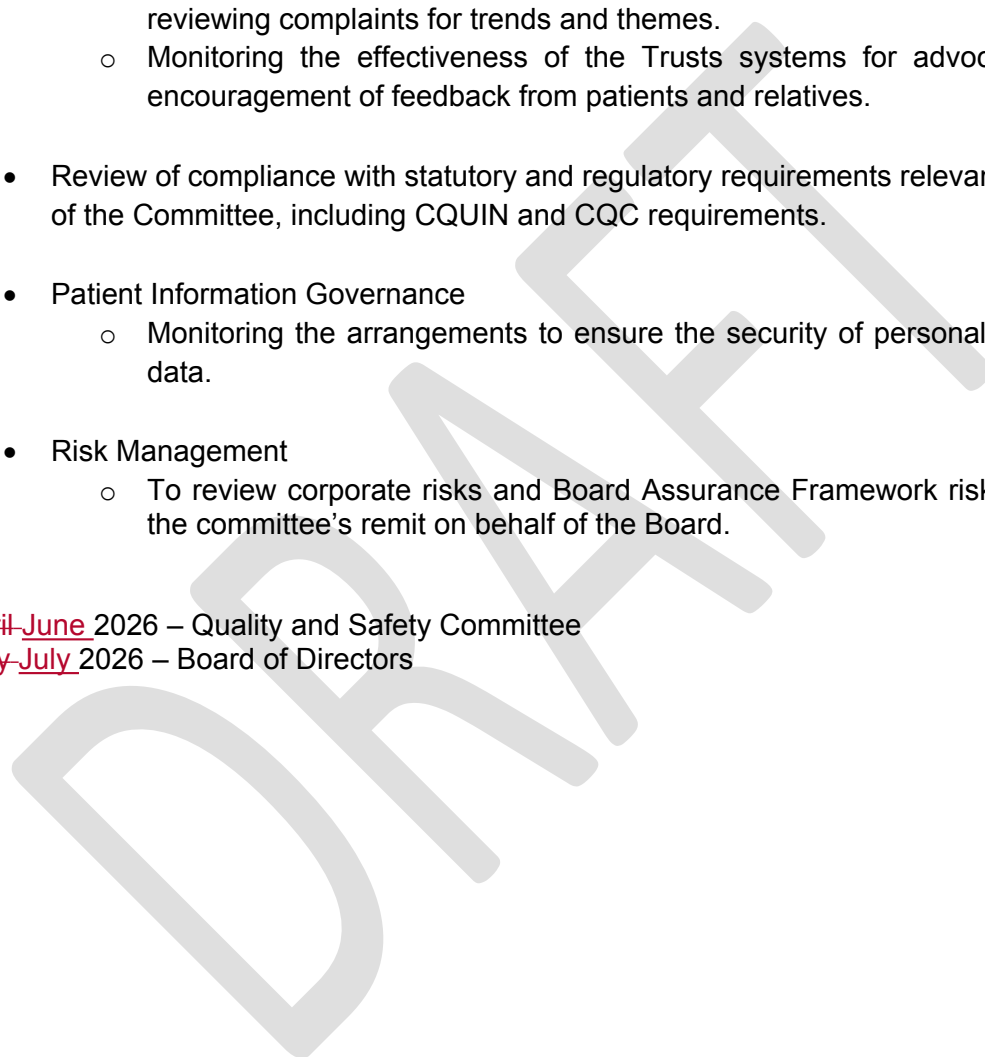 reviewing complaints for trends and themes.
o Monitoring the effectiveness of the Trusts systems for
encouragement of feedback from patients and relatives.
• Review of compliance with statutory and regulatory requirements
of the Committee, including CQUIN and CQC requirements.
• Patient Information Governance
o Monitoring the arrangements to ensure the security of personal
data.
• Risk Management
o To review corporate risks and Board Assurance Framework
the committee’s remit on behalf of the Board.
June 2026 – Quality and Safety Committee
July 2026 – Board of Directors
DRAFT